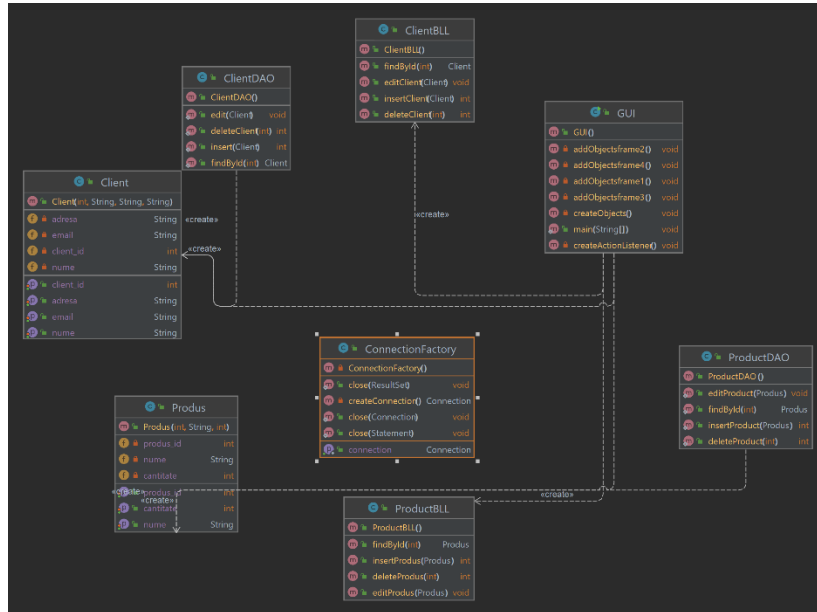 ClientBLL
ClientBLL()
findById(int) Client
editClient(Client) void
insertClient(Client) int
deleteClient(int) int
ClientDAO
ClientDAO()
edit(Client) void
deleteClient(int) int
insert(Client) int
findById(int) Client
GUI
GUI()
addObjectsframe2() void
addObjectsframe4() void
addObjectsframe1() void
addObjectsframe3() void
createObjects() void
main(String[]) void
createActionListener() void
Client
Client(int, String, String, String)
adresa String
email String
client_id int
nume String
client_id int
adresa String
email String
nume String
«create»
«create»
«create»
ConnectionFactory
ConnectionFactory()
close(ResultSet) void
createConnection() Connection
close(Connection) void
close(Statement) void
connection Connection
ProductDAO
ProductDAO()
editProduct(Produs) void
findById(int) Produs
insertProduct(Produs) int
deleteProduct(int) int
Produs
Produs(int, String, int)
produs_id int
nume String
cantitate int
produs_id int
cantitate int
nume String
«create»
«create»
«create»
ProductBLL
ProductBLL()
findById(int) Produs
insertProdus(Produs) int
deleteProdus(int) int
editProdus(Produs) void